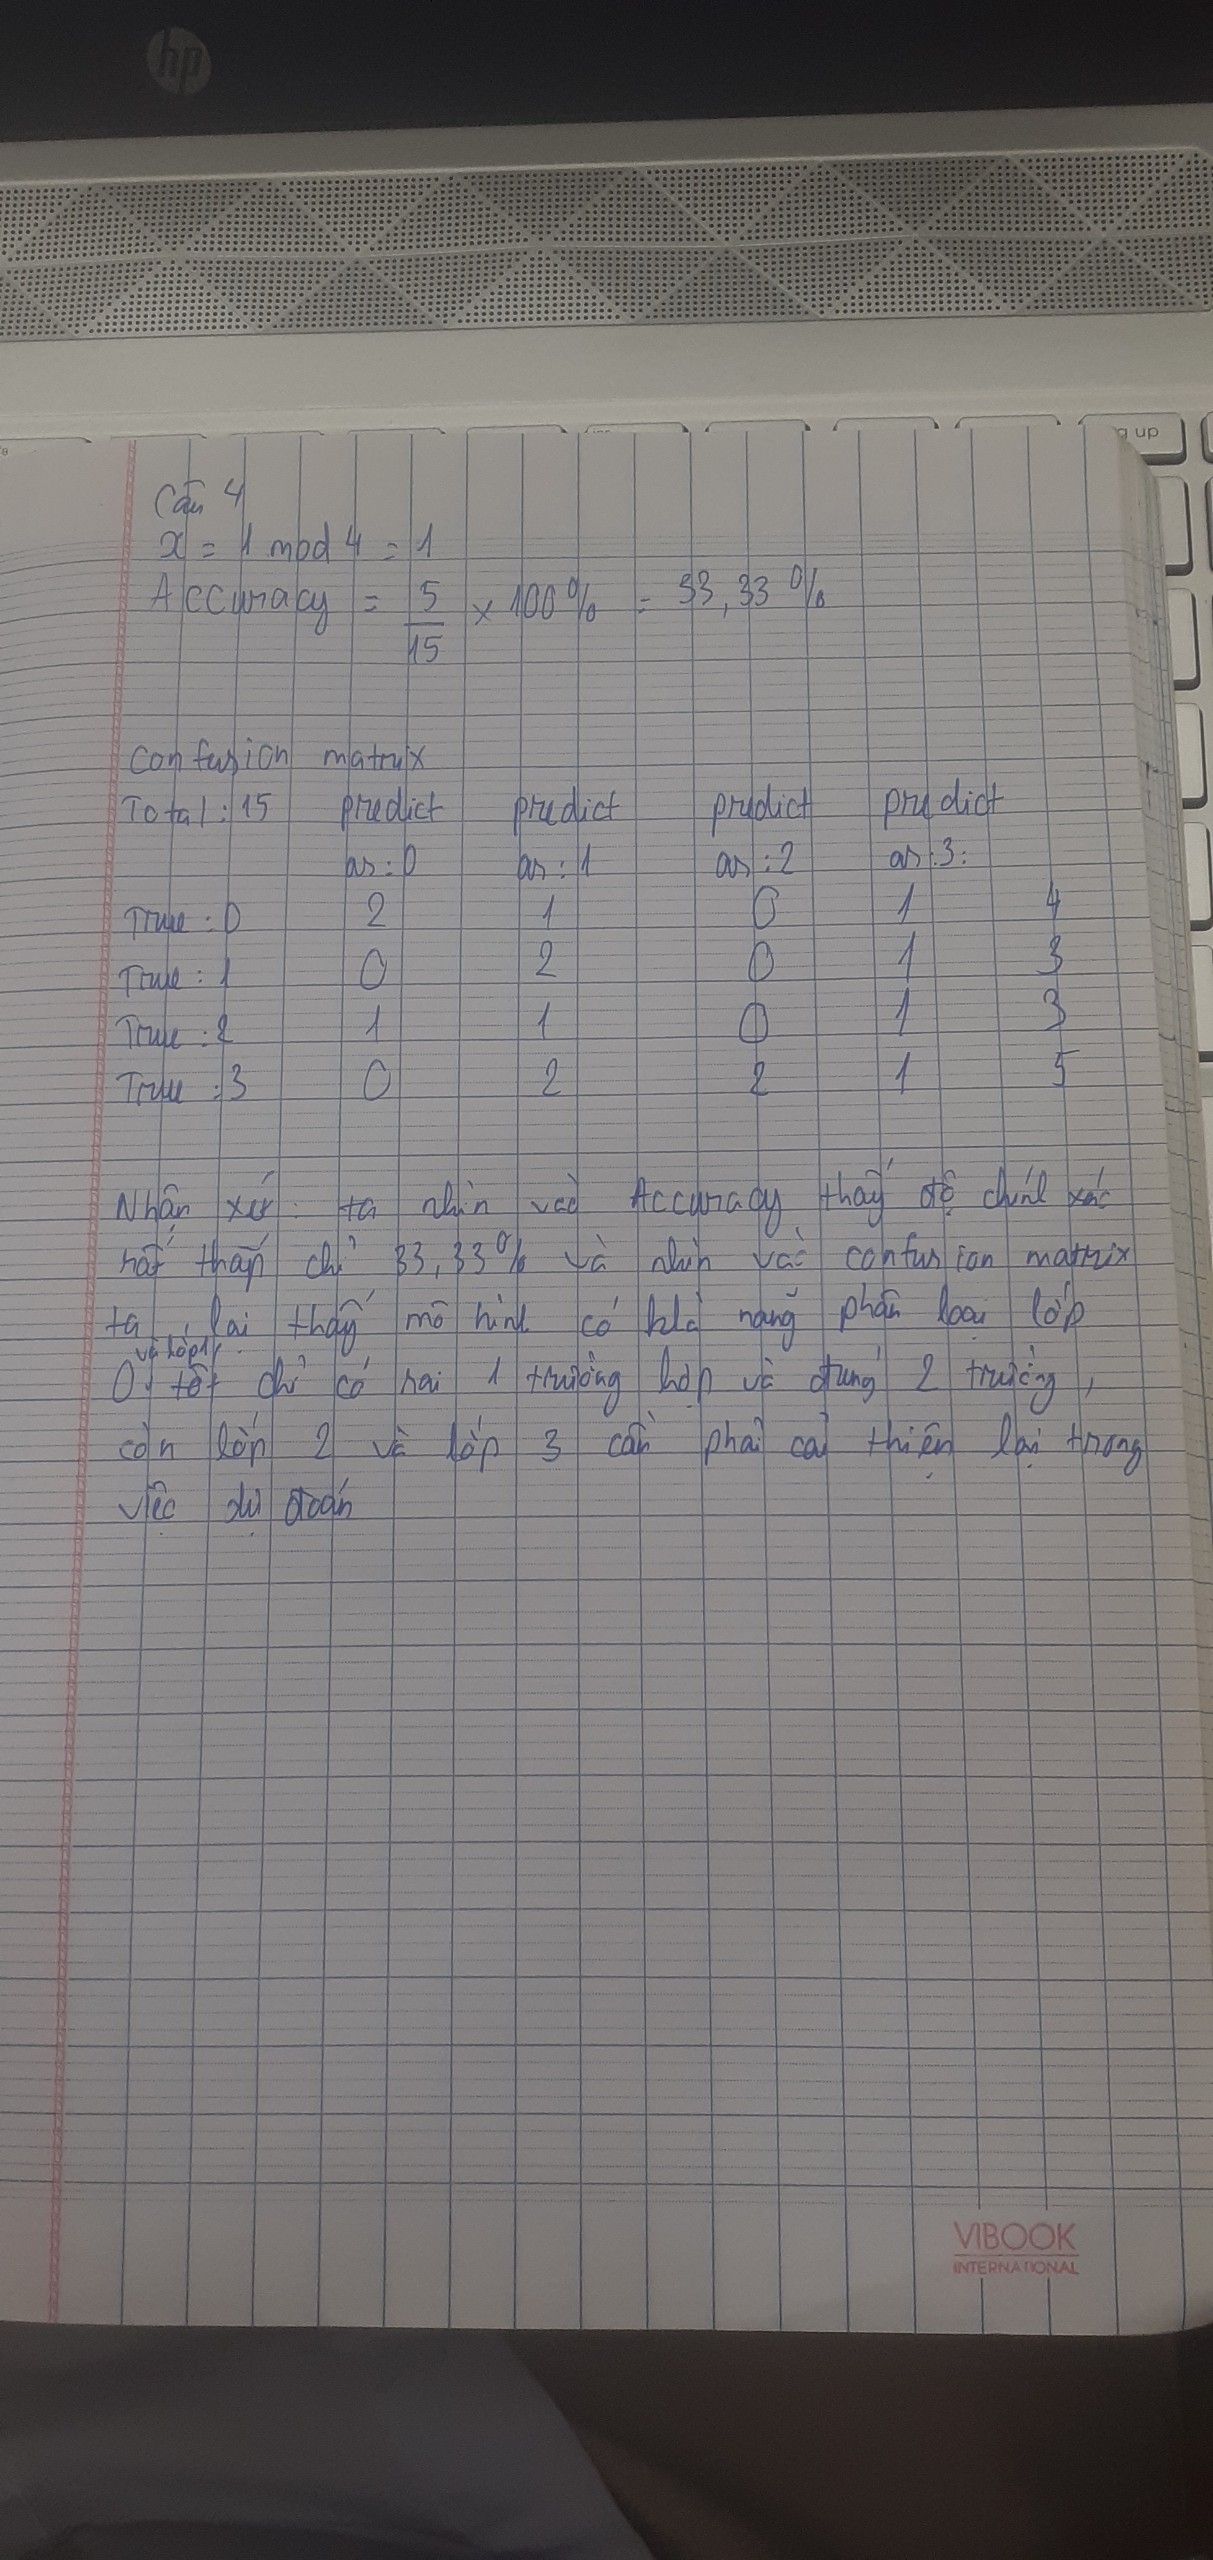 hp
g up
Câu 4
x = 1 mod 4 = 1
Accuracy = 5/15 x 100% = 33,33%
Confusion matrix
Total: 15 predict predict predict predict
as: 0 as: 1 as: 2 as: 3:
True: 0 2 1 0 1 4
True: 1 0 2 0 1 3
True: 2 1 1 0 1 3
True: 3 0 2 2 1 5
Nhận xét: ta nhìn vào Accuracy thấy độ chính xác
rất thấp chỉ 33,33% và nhìn vào confusion matrix
ta lại thấy mô hình có khả năng phân loại lớp
0 và lớp 1 tốt chỉ có hai 1 trường hợp và đúng 2 trường,
còn lớp 2 và lớp 3 cần phải cải thiện lại trong
việc dự đoán
VIBOOK
INTERNATIONAL